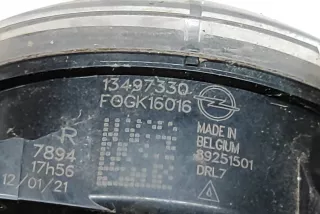 13497330
FOGK16016
R
MADE IN
BELGIUM
7894
89251501
17h56
DRL7
12/01/21